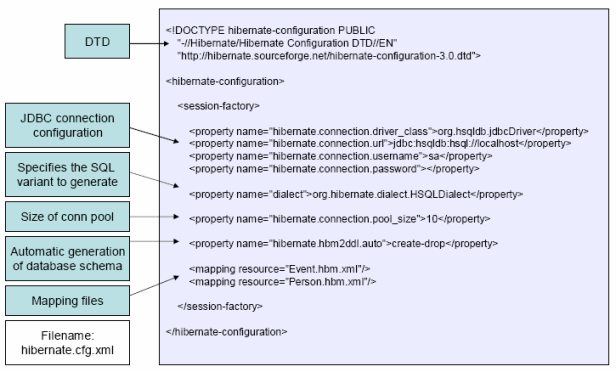 DTD
JDBC connection
configuration
Specifies the SQL
variant to generate
Size of conn pool
Automatic generation
of database schema
Mapping files
Filename:
hibernate.cfg.xml
<!DOCTYPE hibernate-configuration PUBLIC
"-//Hibernate/Hibernate Configuration DTD//EN"
"http://hibernate.sourceforge.net/hibernate-configuration-3.0.dtd">
<hibernate-configuration>
<session-factory>
<property name="hibernate.connection.driver_class">org.hsqldb.jdbcDriver</property>
<property name="hibernate.connection.url">jdbc:hsqldb:hsql://localhost</property>
<property name="hibernate.connection.username">sa</property>
<property name="hibernate.connection.password"></property>
<property name="dialect">org.hibernate.dialect.HSQLDialect</property>
<property name="hibernate.connection.pool_size">10</property>
<property name="hibernate.hbm2ddl.auto">create-drop</property>
<mapping resource="Event.hbm.xml"/>
<mapping resource="Person.hbm.xml"/>
</session-factory>
</hibernate-configuration>